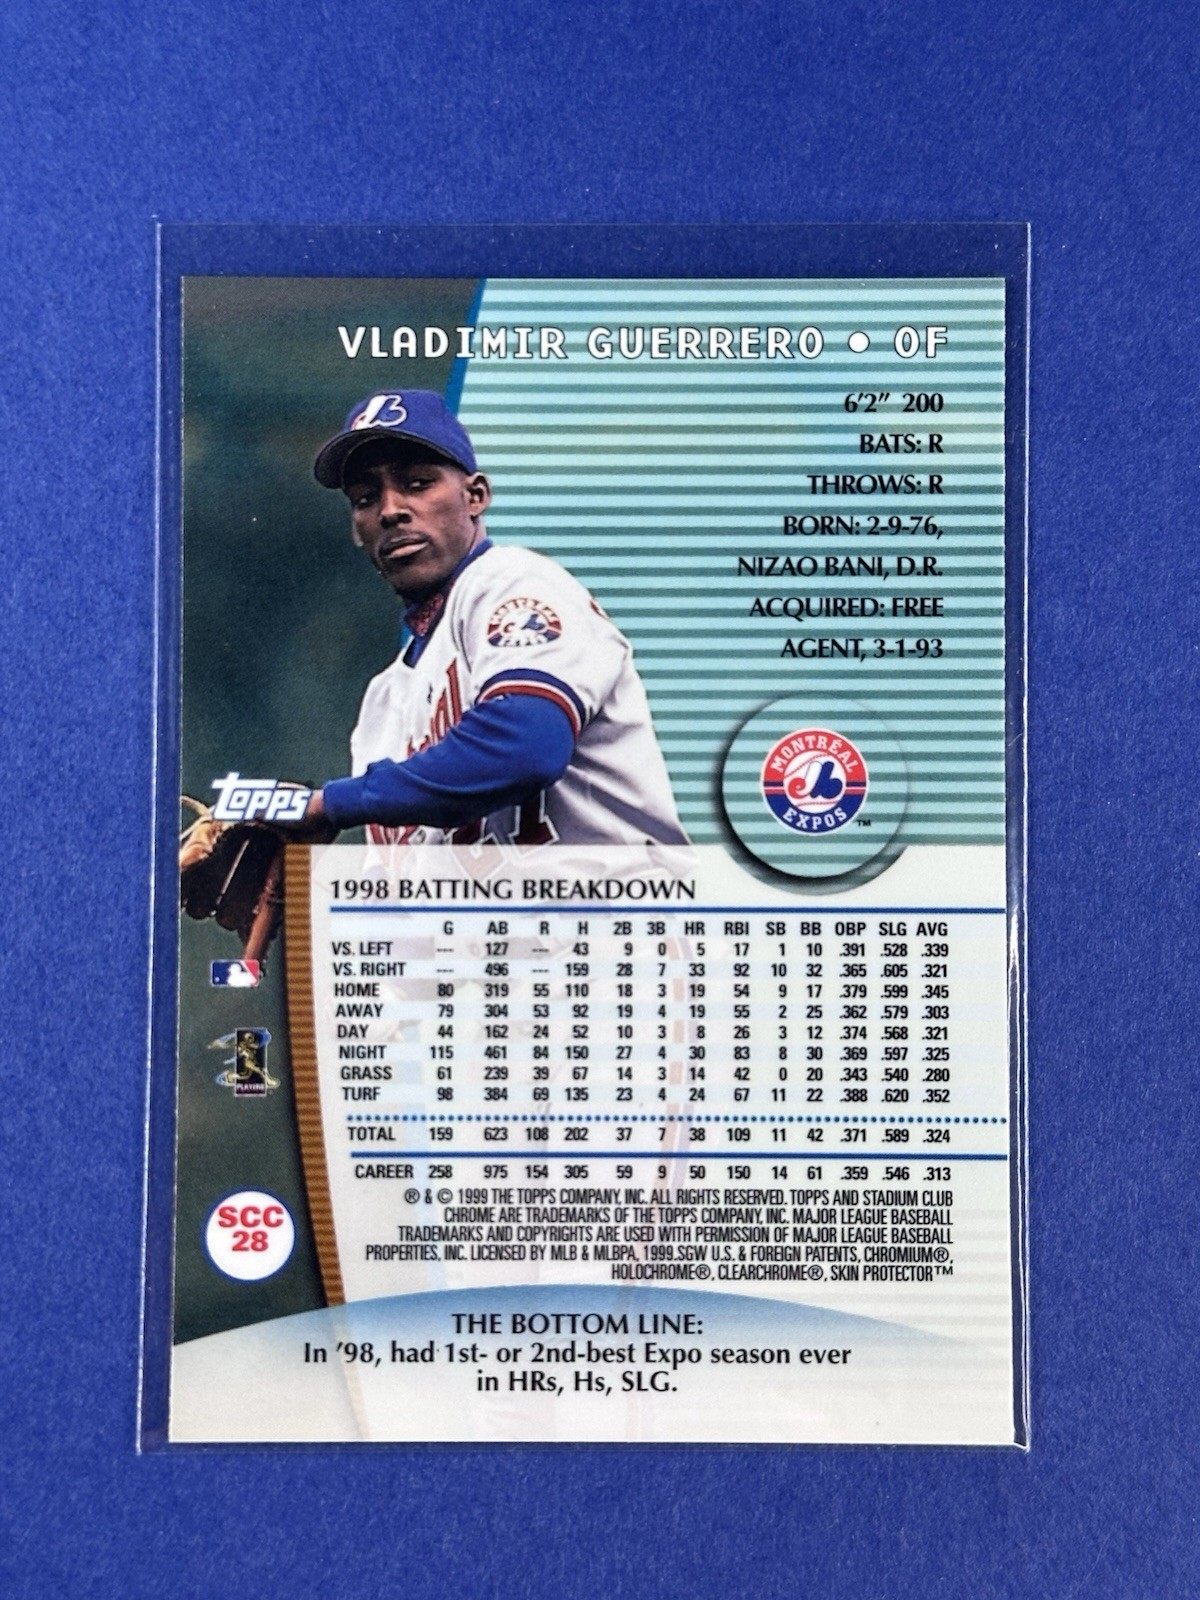 VLADIMIR GUERRERO • OF
6'2" 200
BATS: R
THROWS: R
BORN: 2-9-76,
NIZAO BANI, D.R.
ACQUIRED: FREE
AGENT, 3-1-93
MONTRÉAL
EXPOS
TM
topps
1998 BATTING BREAKDOWN
G AB R H 2B 3B HR RBI SB BB OBP SLG AVG
VS. LEFT --- 127 --- 43 9 0 5 17 1 10 .391 .528 .339
VS. RIGHT --- 496 --- 159 28 7 33 92 10 32 .365 .605 .321
HOME 80 319 55 110 18 3 19 54 9 17 .379 .599 .345
AWAY 79 304 53 92 19 4 19 55 2 25 .362 .579 .303
DAY 44 162 24 52 10 3 8 26 3 12 .374 .568 .321
NIGHT 115 461 84 150 27 4 30 83 8 30 .369 .597 .325
GRASS 61 239 39 67 14 3 14 42 0 20 .343 .540 .280
TURF 98 384 69 135 23 4 24 67 11 22 .388 .620 .352
TOTAL 159 623 108 202 37 7 38 109 11 42 .371 .589 .324
CAREER 258 975 154 305 59 9 50 150 14 61 .359 .546 .313
® & © 1999 THE TOPPS COMPANY, INC. ALL RIGHTS RESERVED. TOPPS AND STADIUM CLUB
CHROME ARE TRADEMARKS OF THE TOPPS COMPANY, INC. MAJOR LEAGUE BASEBALL
TRADEMARKS AND COPYRIGHTS ARE USED WITH PERMISSION OF MAJOR LEAGUE BASEBALL
PROPERTIES, INC. LICENSED BY MLB & MLBPA, 1999.SGW U.S. & FOREIGN PATENTS, CHROMIUM®,
HOLOCHROME®, CLEARCHROME®, SKIN PROTECTOR™
SCC
28
THE BOTTOM LINE:
In '98, had 1st- or 2nd-best Expo season ever
in HRs, Hs, SLG.